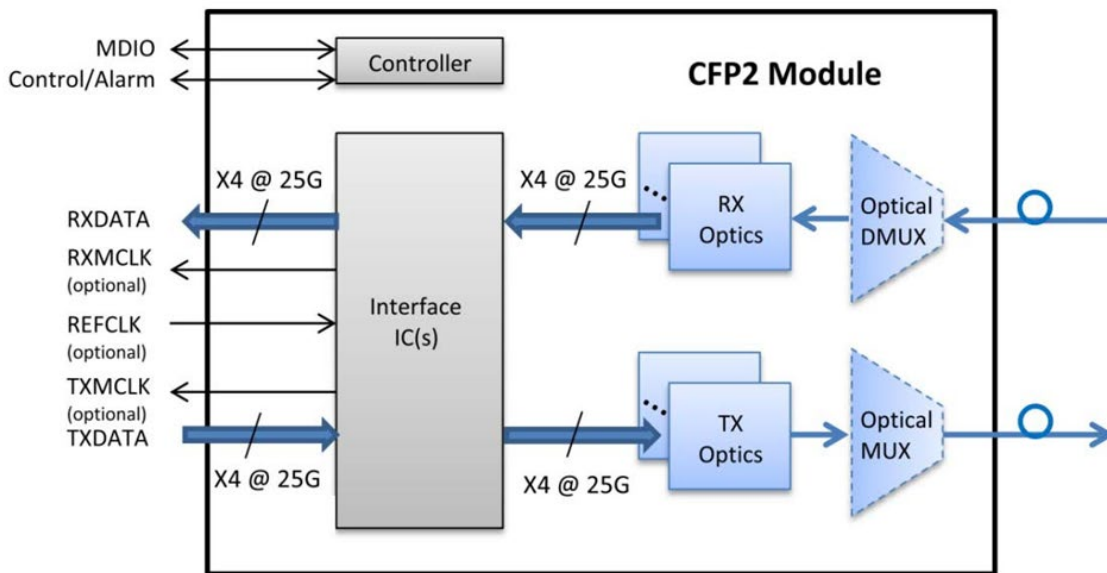 MDIO
Control/Alarm
Controller
CFP2 Module
X4 @ 25G
X4 @ 25G
RXDATA
RXMCLK
(optional)
REFCLK
(optional)
TXMCLK
(optional)
TXDATA
X4 @ 25G
Interface
IC(s)
X4 @ 25G
RX
Optics
Optical
DMUX
TX
Optics
Optical
MUX